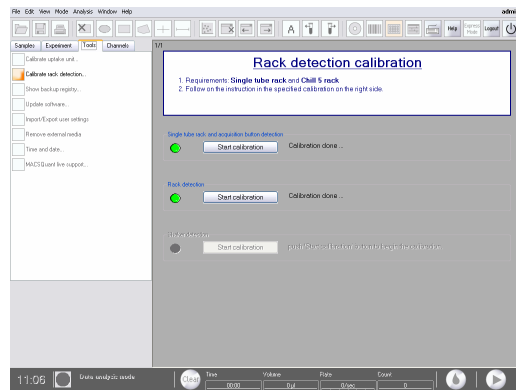 File Edit View Mode Analysis Window Help
admi
A
Help
Express Mode
Logout
Samples Experiment Tools Channels
1/1
Calibrate uptake unit...
Calibrate rack detection...
Show backup registry...
Update software...
Import/Export user settings
Remove external media
Time and date...
MACSQuant live support...
Rack detection calibration
1. Requirements: Single tube rack and Chill 5 rack
2. Follow on the instruction in the specified calibration on the right side.
Single tube rack and acquisition button detection
Start calibration Calibration done ...
Rack detection
Start calibration Calibration done ...
Start calibration
11:06
Data analysis mode
Clear
Time Volume Rate Count
00:00 0 µl 0/sec 0